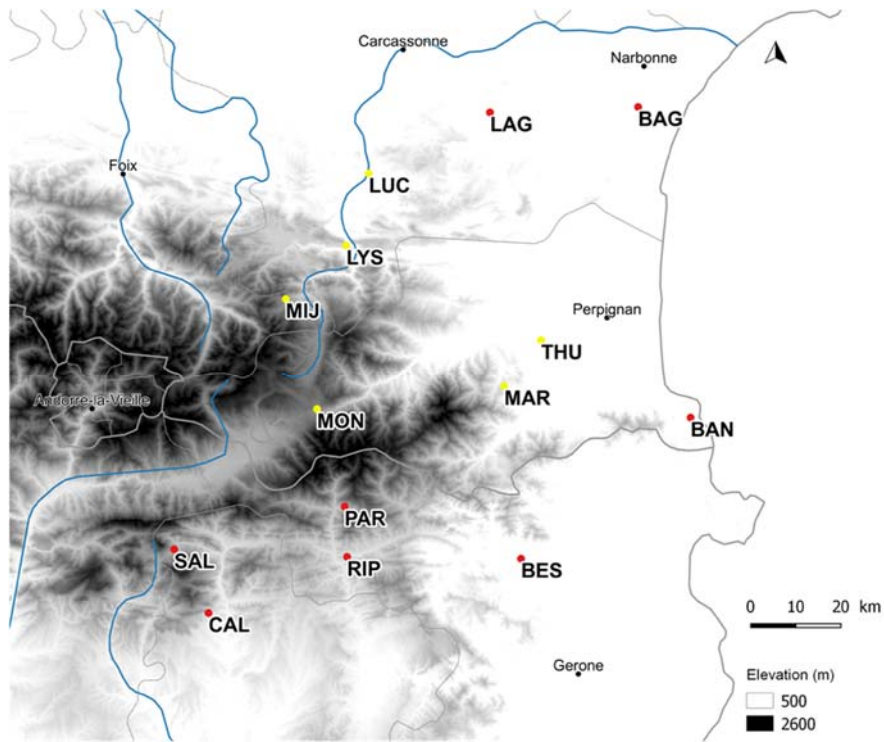 Carcassonne
Narbonne
LAG
BAG
Foix
LUC
LYS
MIJ
Perpignan
THU
MAR
Andorre-la-Vieille
MON
BAN
PAR
SAL
RIP
BES
CAL
0 10 20 km
Gerone
Elevation (m)
500
2600